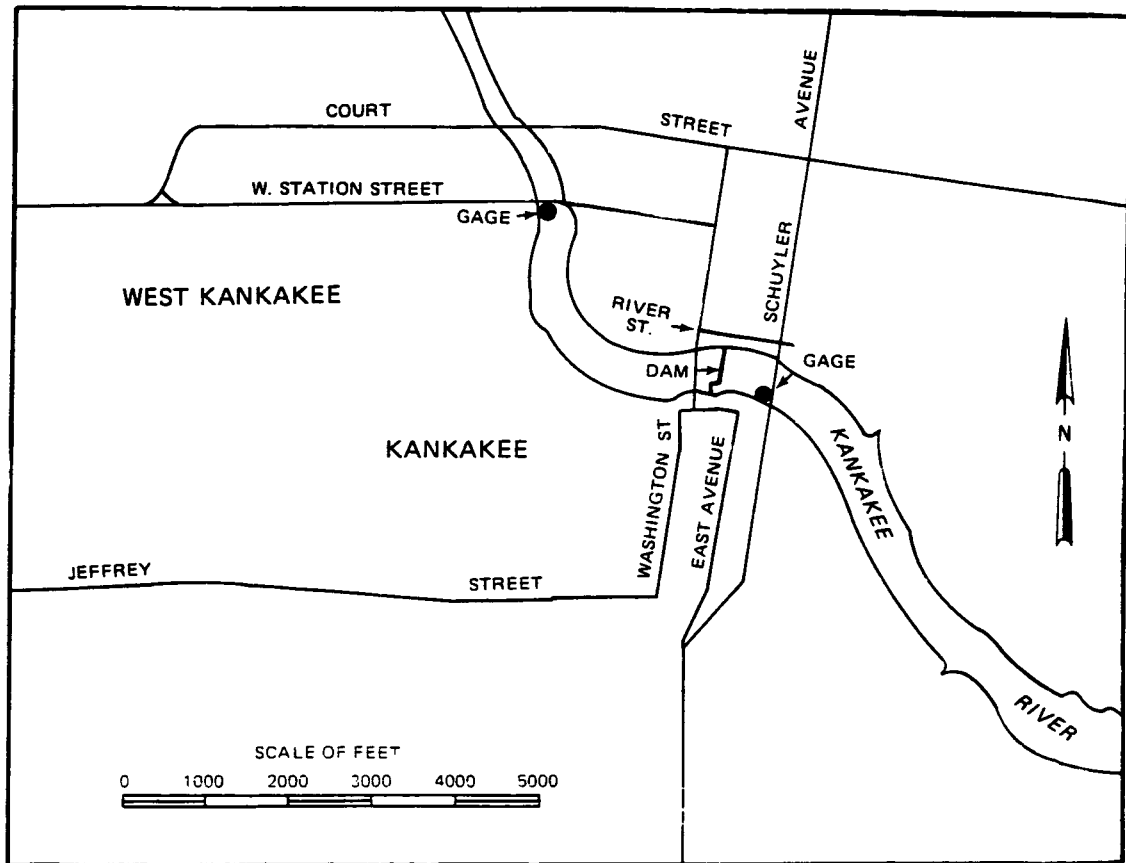 COURT
STREET
AVENUE
W. STATION STREET
GAGE
SCHUYLER
WEST KANKAKEE
RIVER
ST.
GAGE
DAM
N
KANKAKEE
KANKAKEE
WASHINGTON ST
EAST AVENUE
JEFFREY
STREET
RIVER
SCALE OF FEET
0 1000 2000 3000 4000 5000